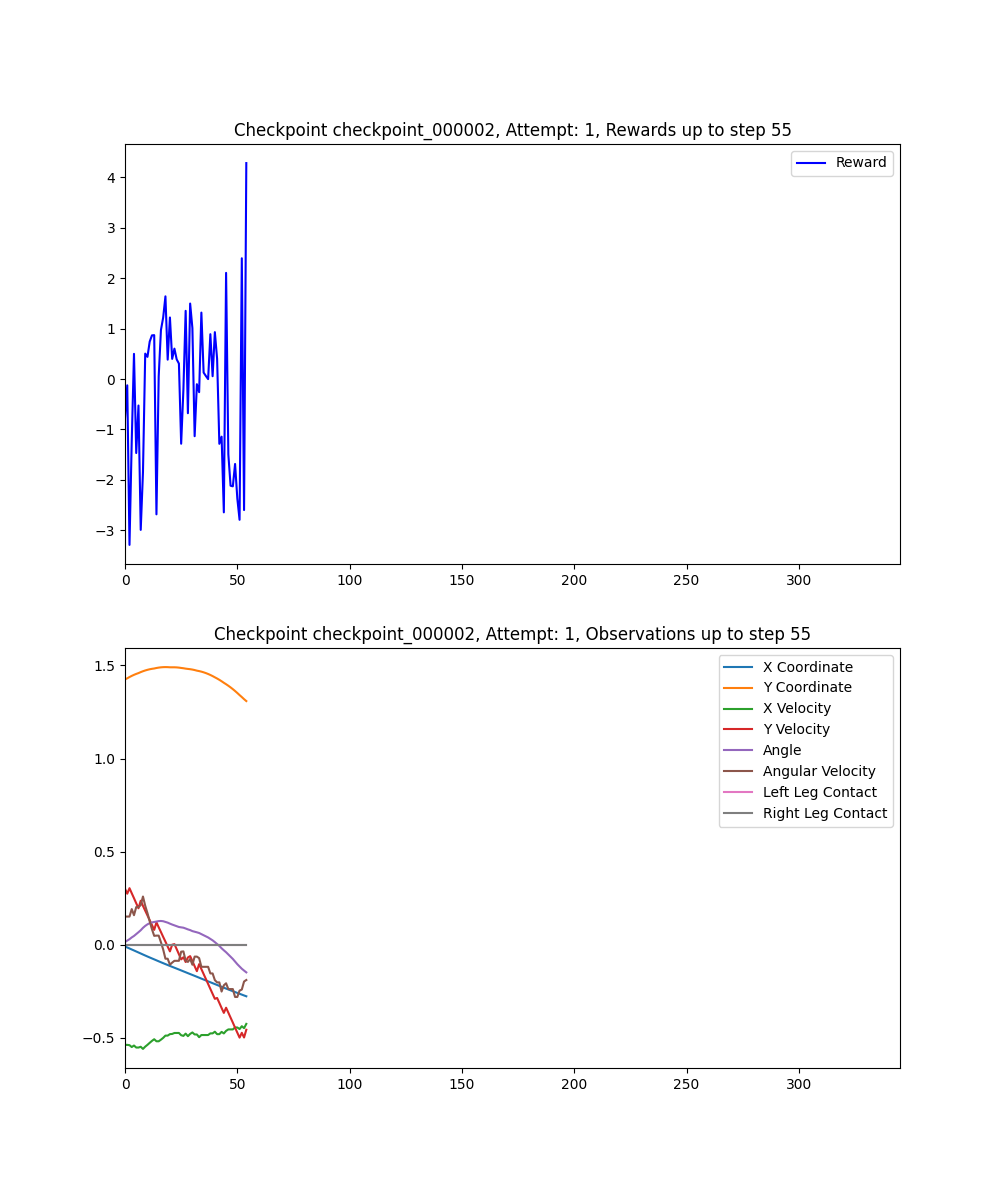 Checkpoint checkpoint_000002, Attempt: 1, Rewards up to step 55
Reward
4
3
2
1
0
−1
−2
−3
0 50 100 150 200 250 300
Checkpoint checkpoint_000002, Attempt: 1, Observations up to step 55
X Coordinate
Y Coordinate
X Velocity
Y Velocity
Angle
Angular Velocity
Left Leg Contact
Right Leg Contact
1.5
1.0
0.5
0.0
−0.5
0 50 100 150 200 250 300